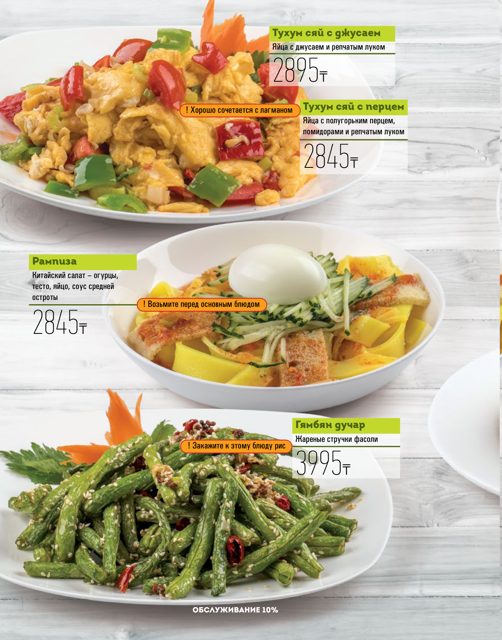 Тухум сяй с джусаем
Яйца с джусаем и репчатым луком
2895₸
! Хорошо сочетается с лагманом
Тухум сяй с перцем
Яйца с полугорьким перцем,
помидорами и репчатым луком
2845₸
Рампиза
Китайский салат – огурцы,
тесто, яйцо, соус средней
остроты
2845₸
! Возьмите перед основным блюдом
Гямбян дучар
Жареные стручки фасоли
3995₸
! Закажите к этому блюду рис
ОБСЛУЖИВАНИЕ 10%